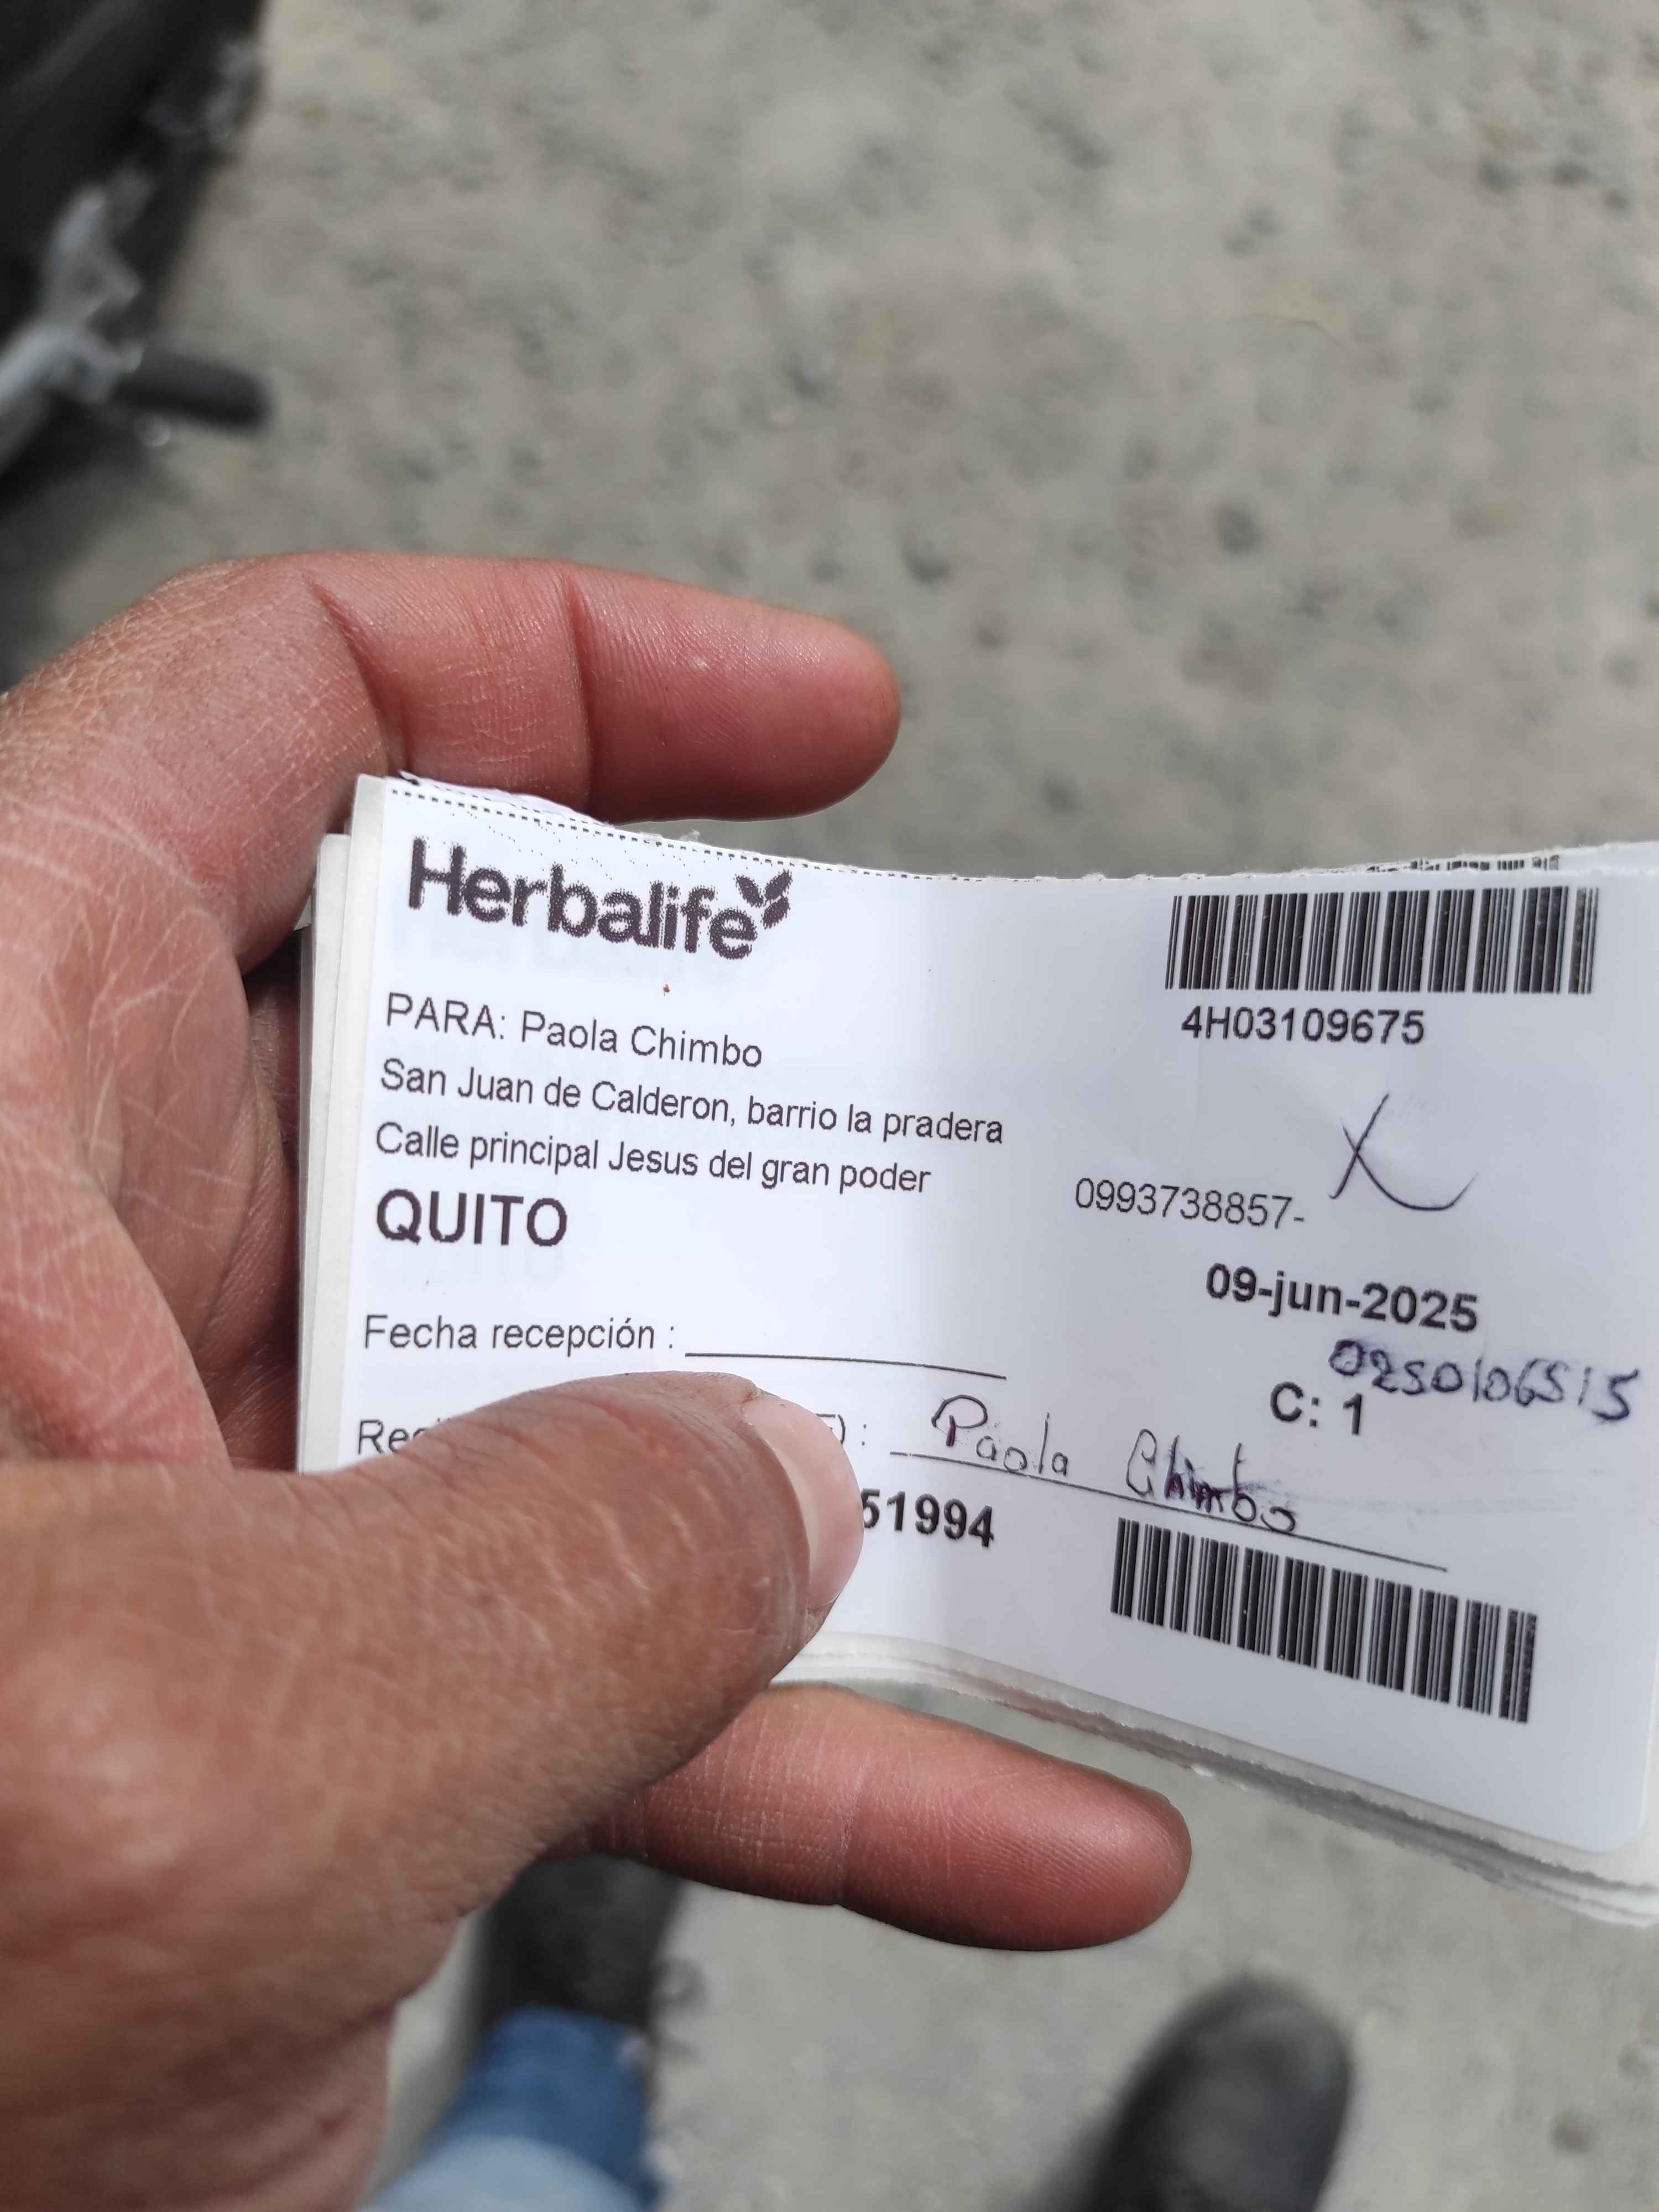 Herbalife
4H03109675
PARA: Paola Chimbo
San Juan de Calderon, barrio la pradera
Calle principal Jesus del gran poder
QUITO
0993738857-
X
09-jun-2025
Fecha recepción :
0250106515
C: 1
: Paola Chimbo
51994